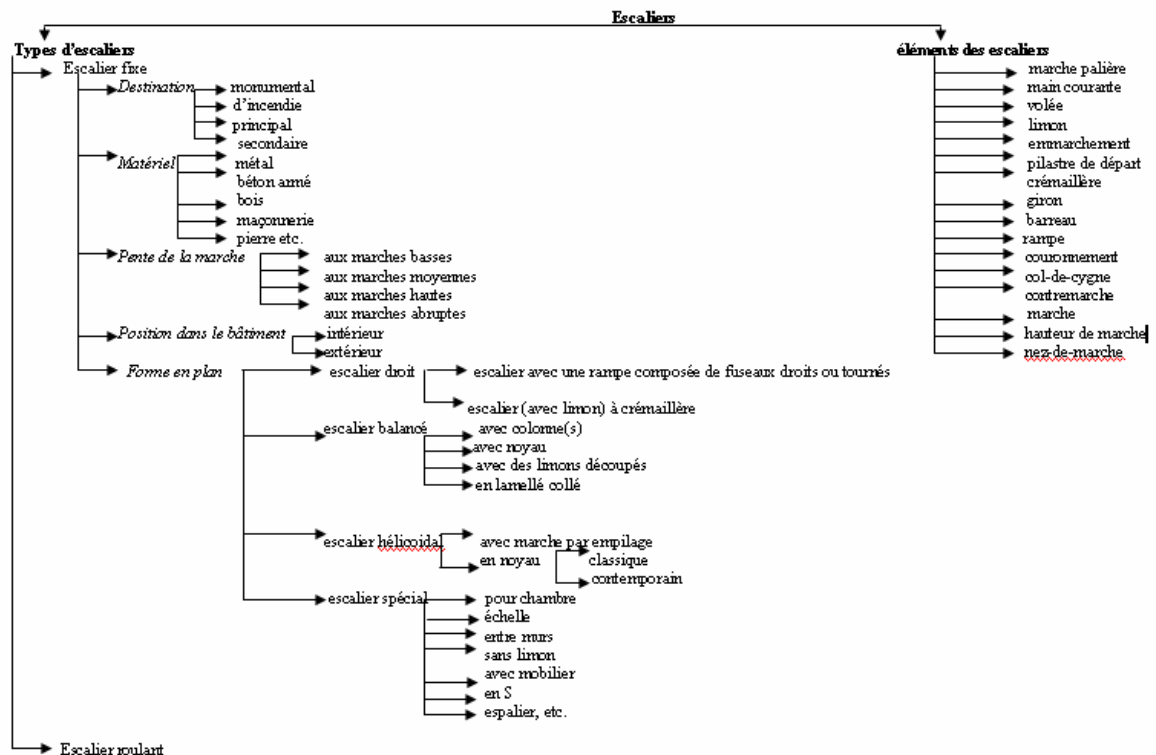 Escaliers
Types d'escaliers
éléments des escaliers
Escalier fixe
Destination
monumental
d'incendie
principal
secondaire
Matériel
métal
béton armé
bois
maçonnerie
pierre etc.
Pente de la marche
aux marches basses
aux marches moyennes
aux marches hautes
aux marches abruptes
Position dans le bâtiment
intérieur
extérieur
Forme en plan
escalier droit
escalier avec une rampe composée de fuseaux droits ou tournés
escalier (avec limon) à crémaillère
escalier balancé
avec colonne(s)
avec noyau
avec des limons découpés
en lamellé collé
escalier hélicoidal
avec marche par empilage
en noyau
classique
contemporain
escalier spécial
pour chambre
échelle
entre murs
sans limon
avec mobilier
en S
espalier, etc.
Escalier roulant
marche palière
main courante
volée
limon
emmarchement
pilastre de départ
crémaillère
giron
barreau
rampe
couronnement
col-de-cygne
contremarche
marche
hauteur de marche
nez-de-marche